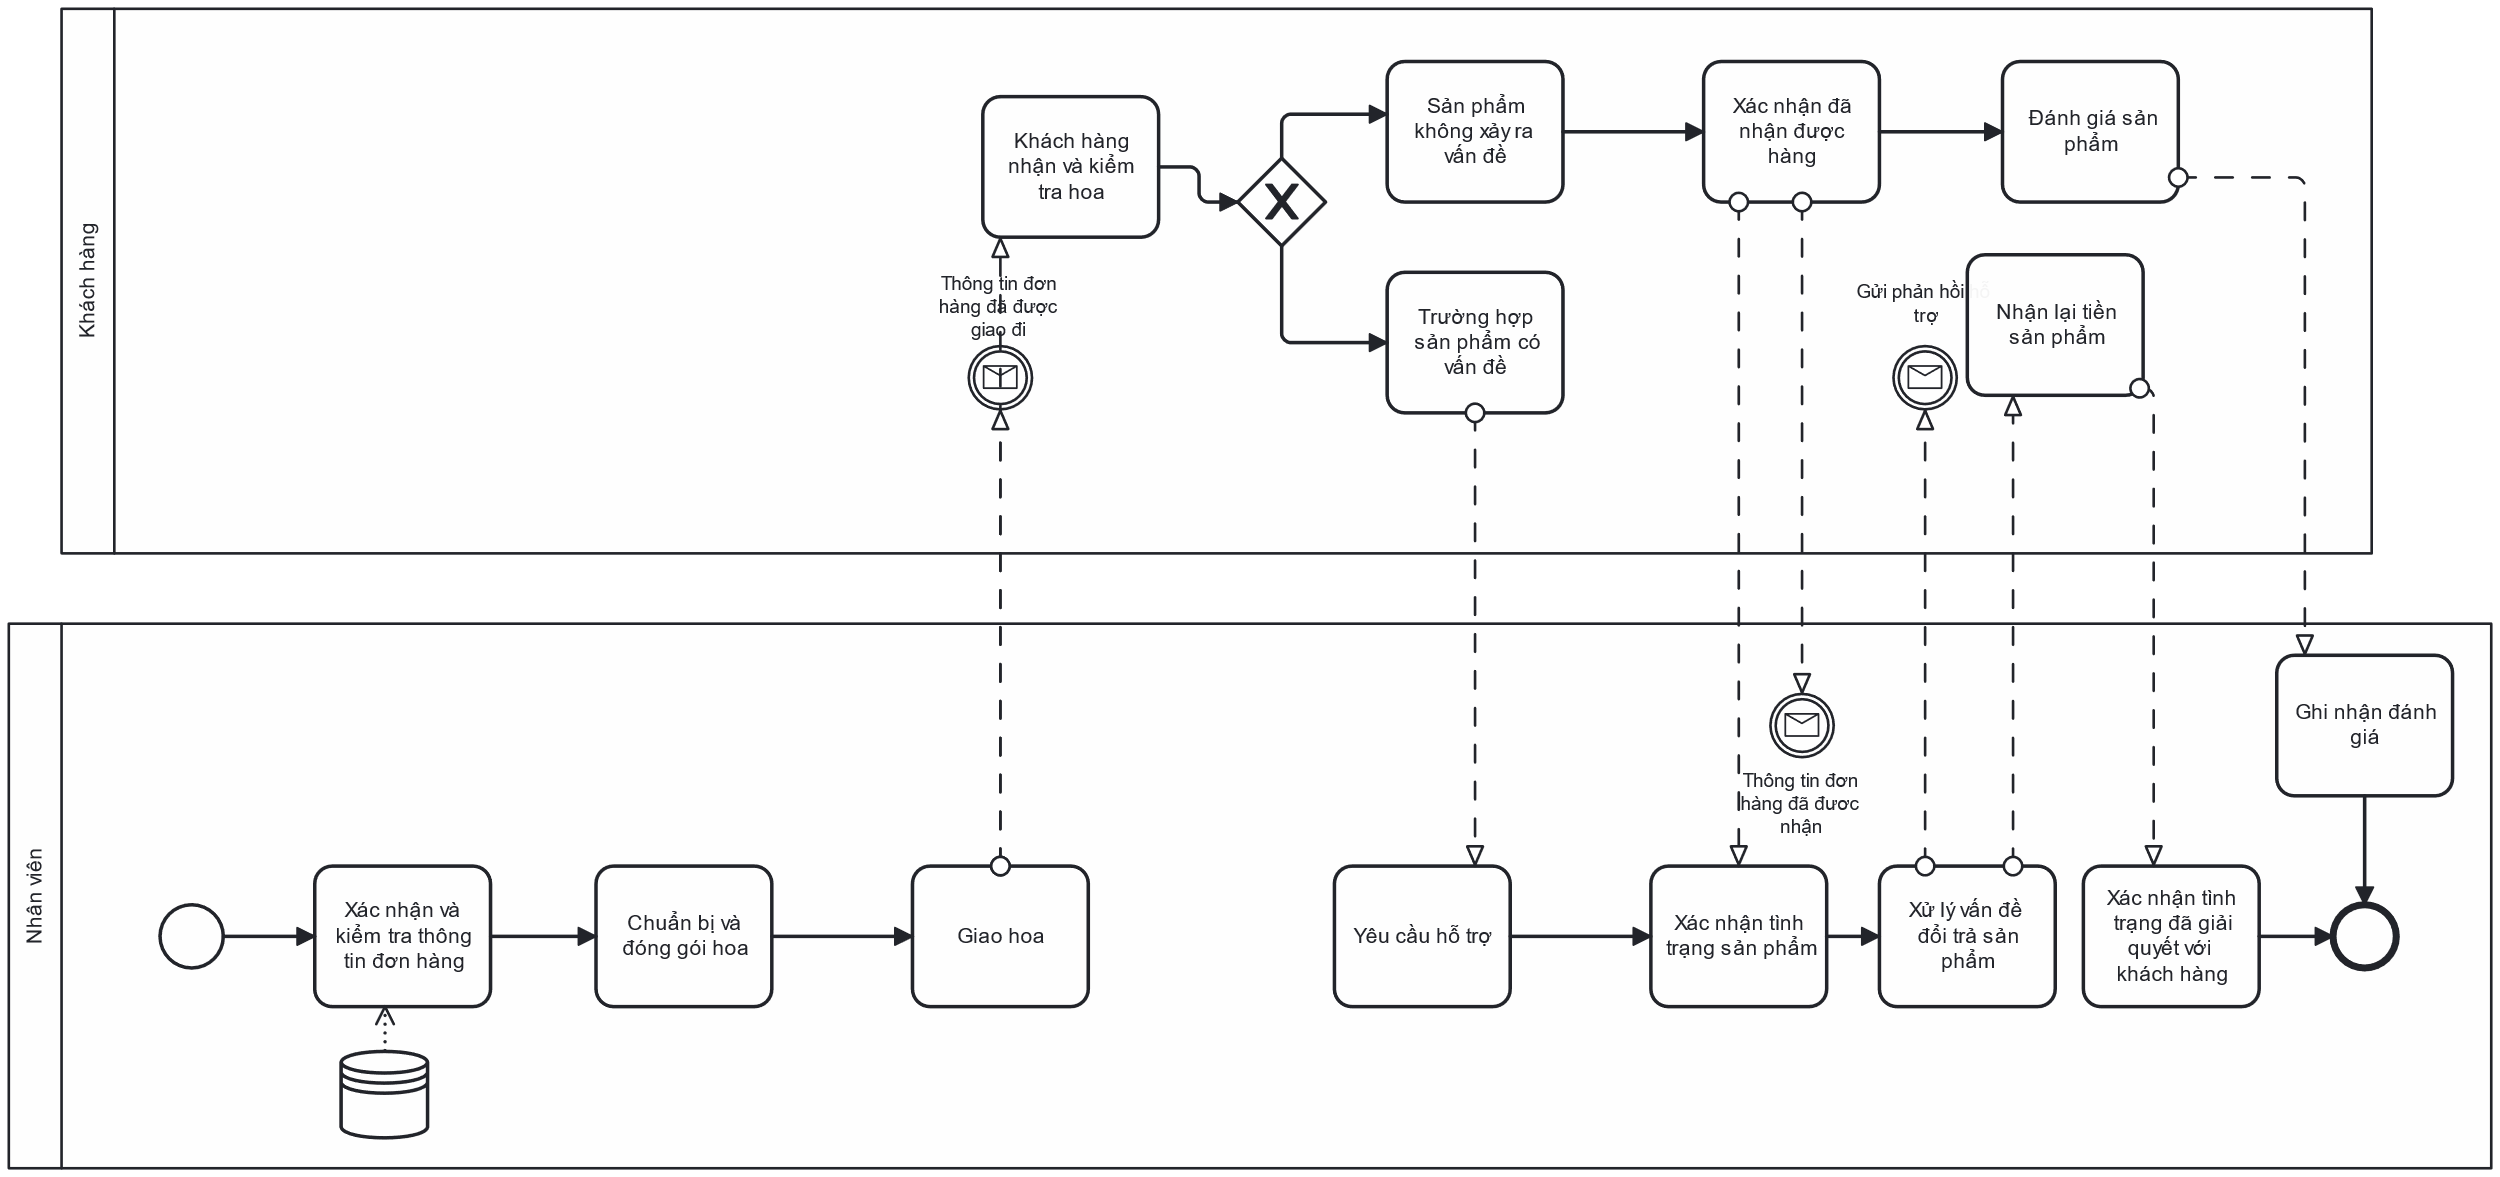 Khách hàng
Khách hàng
nhận và kiểm
tra hoa
Sản phẩm
không xảy ra
vấn đề
Xác nhận đã
nhận được
hàng
Đánh giá sản
phẩm
Thông tin đơn
hàng đã được
giao đi
Trường hợp
sản phẩm có
vấn đề
Gửi phản hồi hỗ
trợ
Nhận lại tiền
sản phẩm
Nhân viên
Ghi nhận đánh
giá
Thông tin đơn
hàng đã đươc
nhận
Xác nhận và
kiểm tra thông
tin đơn hàng
Chuẩn bị và
đóng gói hoa
Giao hoa
Yêu cầu hỗ trợ
Xác nhận tình
trạng sản phẩm
Xử lý vấn đề
đổi trả sản
phẩm
Xác nhận tình
trạng đã giải
quyết với
khách hàng